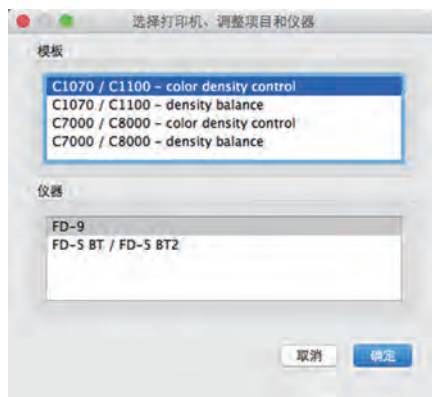 选择打印机、调整项目和仪器
模板
C1070 / C1100 – color density control
C1070 / C1100 – density balance
C7000 / C8000 – color density control
C7000 / C8000 – density balance
仪器
FD-9
FD-5 BT / FD-5 BT2
取消 确定